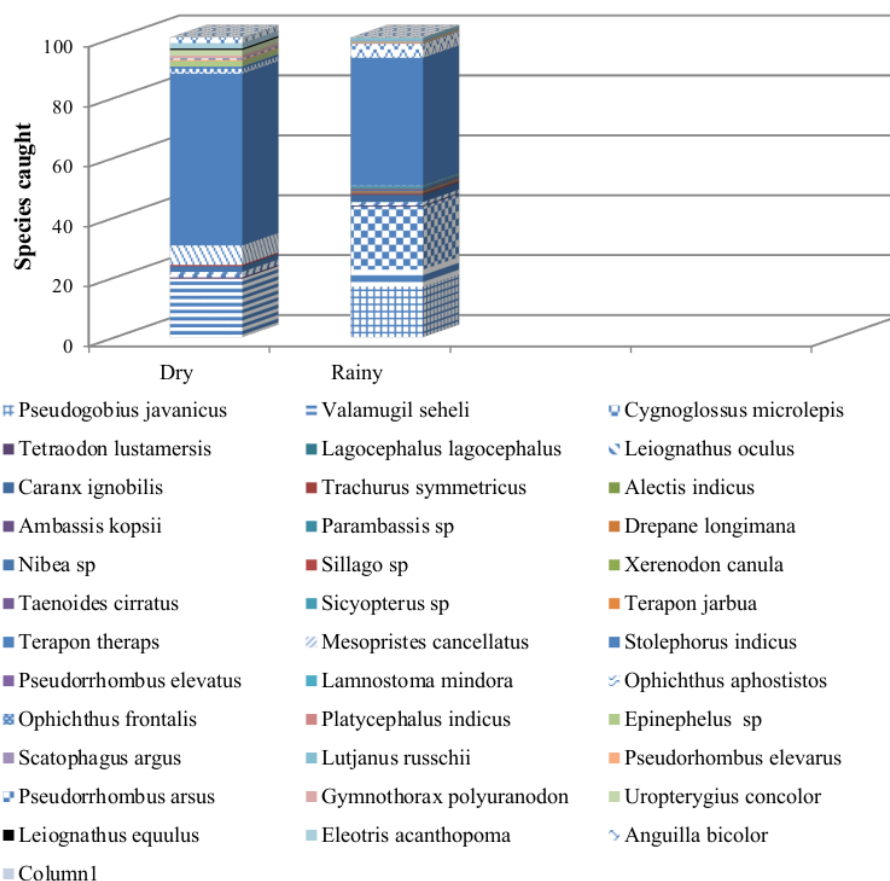 Species caught
100
80
60
40
20
0
Dry Rainy
Pseudogobius javanicus Valamugil seheli Cygnoglossus microlepis
Tetraodon lustamersis Lagocephalus lagocephalus Leiognathus oculus
Caranx ignobilis Trachurus symmetricus Alectis indicus
Ambassis kopsii Parambassis sp Drepane longimana
Nibea sp Sillago sp Xerenodon canula
Taenoides cirratus Sicyopterus sp Terapon jarbua
Terapon theraps Mesopristes cancellatus Stolephorus indicus
Pseudorrhombus elevatus Lamnostoma mindora Ophichthus aphostistos
Ophichthus frontalis Platycephalus indicus Epinephelus sp
Scatophagus argus Lutjanus russchii Pseudorhombus elevarus
Pseudorrhombus arsus Gymnothorax polyuranodon Uropterygius concolor
Leiognathus equulus Eleotris acanthopoma Anguilla bicolor
Column1